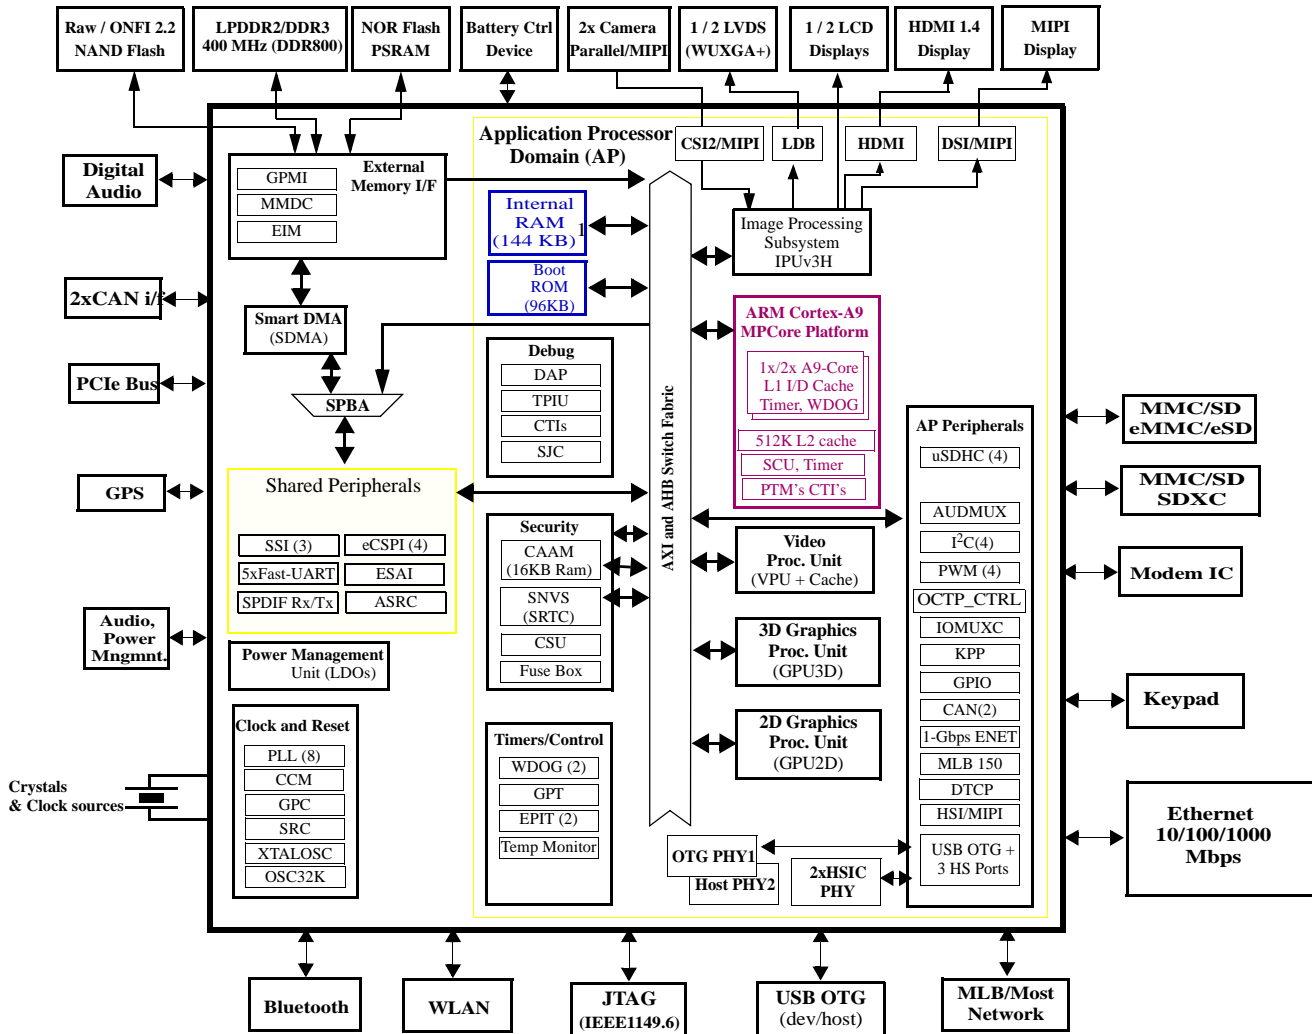 Raw / ONFI 2.2
NAND Flash
LPDDR2/DDR3
400 MHz (DDR800)
NOR Flash
PSRAM
Battery Ctrl
Device
2x Camera
Parallel/MIPI
1 / 2 LVDS
(WUXGA+)
1 / 2 LCD
Displays
HDMI 1.4
Display
MIPI
Display
Digital
Audio
2xCAN i/f
PCIe Bus
GPS
Audio,
Power
Mngmnt.
Crystals
& Clock sources
External
Memory I/F
GPMI
MMDC
EIM
Smart DMA
(SDMA)
SPBA
Shared Peripherals
SSI (3)
eCSPI (4)
5xFast-UART
ESAI
SPDIF Rx/Tx
ASRC
Power Management
Unit (LDOs)
Clock and Reset
PLL (8)
CCM
GPC
SRC
XTALOSC
OSC32K
Application Processor
Domain (AP)
Internal
RAM
(144 KB) 1
Boot
ROM
(96KB)
Debug
DAP
TPIU
CTIs
SJC
Security
CAAM
(16KB Ram)
SNVS
(SRTC)
CSU
Fuse Box
Timers/Control
WDOG (2)
GPT
EPIT (2)
Temp Monitor
AXI and AHB Switch Fabric
CSI2/MIPI
LDB
HDMI
DSI/MIPI
Image Processing
Subsystem
IPUv3H
ARM Cortex-A9
MPCore Platform
1x/2x A9-Core
L1 I/D Cache
Timer, WDOG
512K L2 cache
SCU, Timer
PTM's CTI's
Video
Proc. Unit
(VPU + Cache)
3D Graphics
Proc. Unit
(GPU3D)
2D Graphics
Proc. Unit
(GPU2D)
OTG PHY1
Host PHY2
2xHSIC
PHY
AP Peripherals
uSDHC (4)
AUDMUX
I2C(4)
PWM (4)
OCTP_CTRL
IOMUXC
KPP
GPIO
CAN(2)
1-Gbps ENET
MLB 150
DTCP
HSI/MIPI
USB OTG +
3 HS Ports
MMC/SD
eMMC/eSD
MMC/SD
SDXC
Modem IC
Keypad
Ethernet
10/100/1000
Mbps
Bluetooth
WLAN
JTAG
(IEEE1149.6)
USB OTG
(dev/host)
MLB/Most
Network